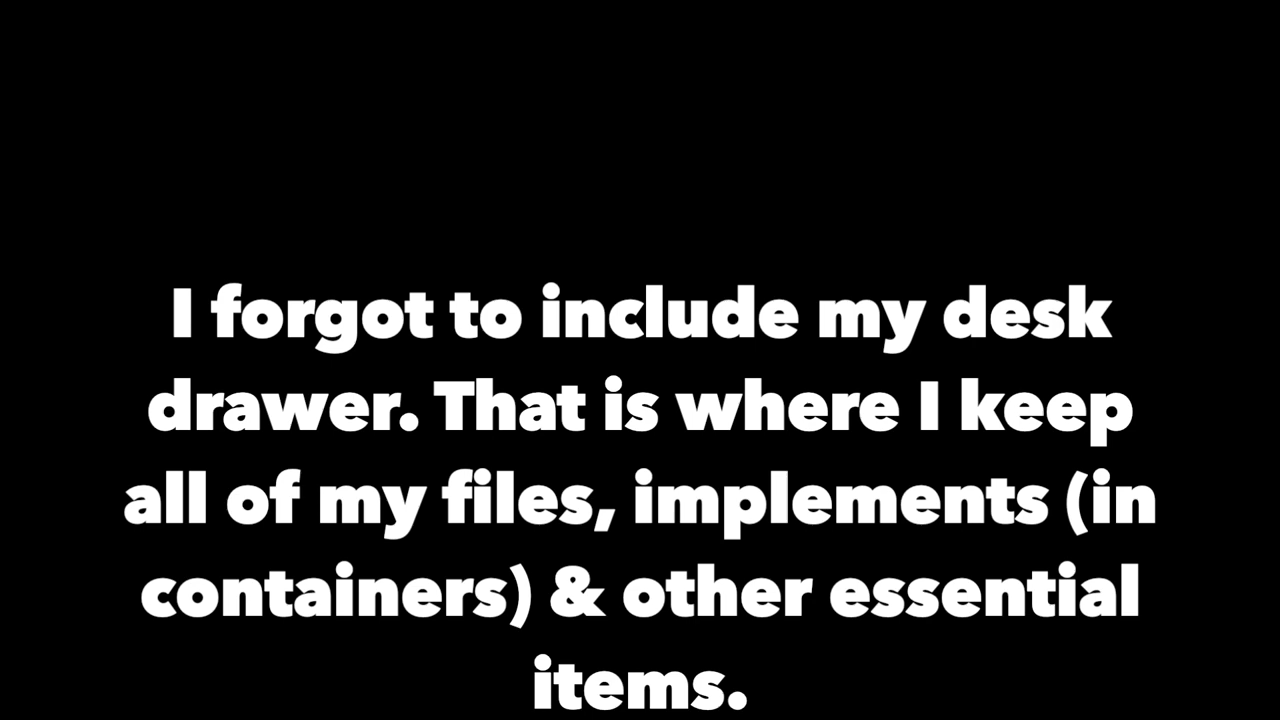 I forgot to include my desk
drawer. That is where I keep
all of my files, implements (in
containers) & other essential
items.